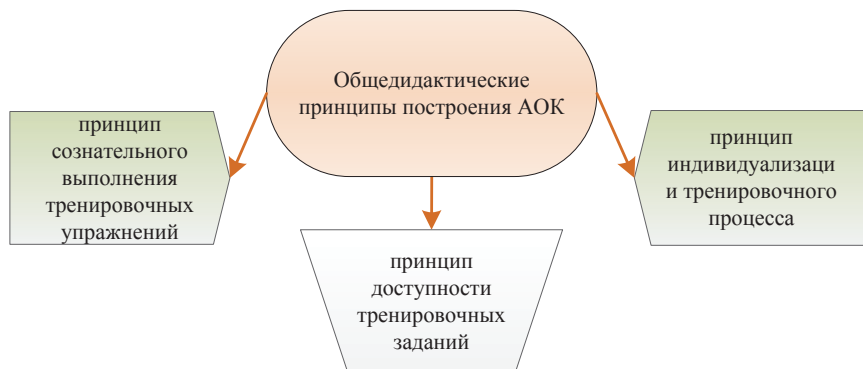 Общедидактические
принципы построения АОК
принцип
сознательного
выполнения
тренировочных
упражнений
принцип
доступности
тренировочных
заданий
принцип
индивидуализаци
и тренировочного
процесса